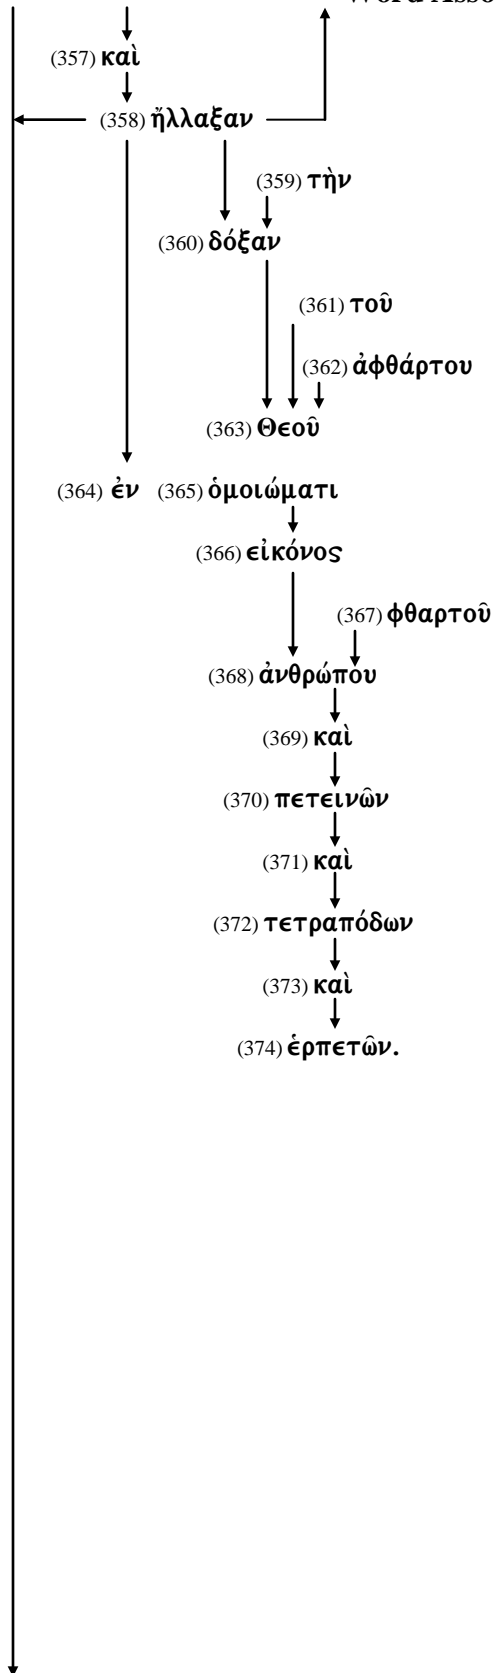 (357) καὶ
(358) ἤλλαξαν
(359) τὴν
(360) δόξαν
(361) τοῦ
(362) ἀφθάρτου
(363) Θεοῦ
(364) ἐν (365) ὁμοιώματι
(366) εἰκόνος
(367) φθαρτοῦ
(368) ἀνθρώπου
(369) καὶ
(370) πετεινῶν
(371) καὶ
(372) τετραπόδων
(373) καὶ
(374) ἑρπετῶν.